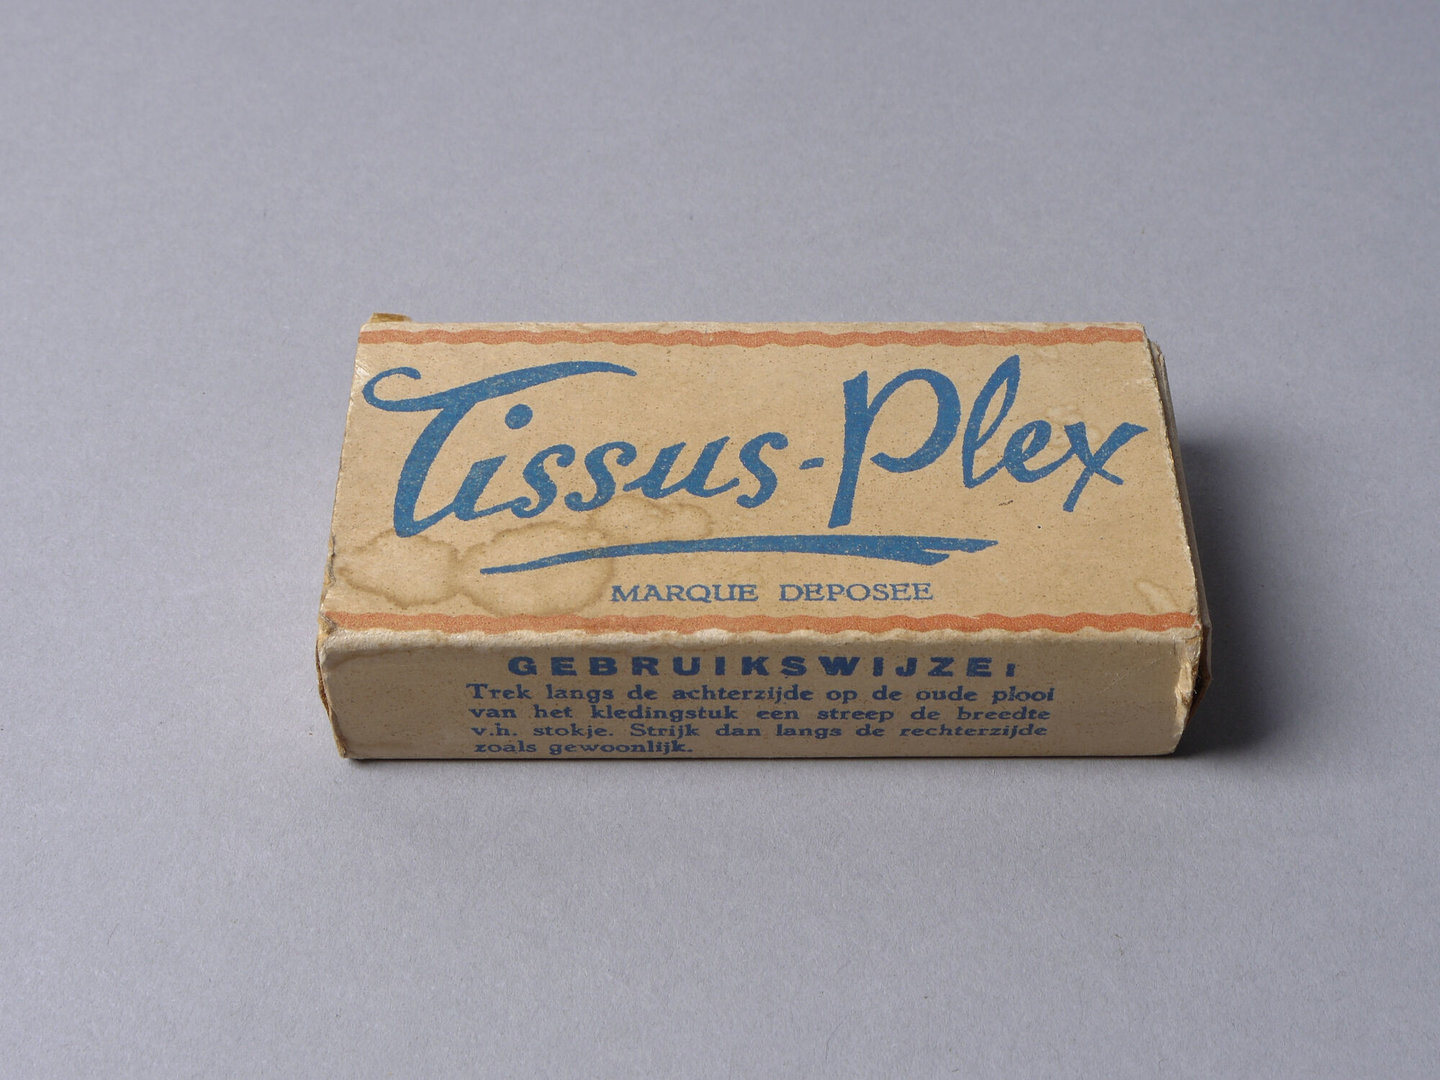 Tissus-Plex
MARQUE DEPOSEE
GEBRUIKSWIJZE:
Trek langs de achterzijde op de oude plooi
van het kledingstuk een streep de breedte
v.h. stokje. Strijk dan langs de rechterzijde
zoals gewoonlijk.